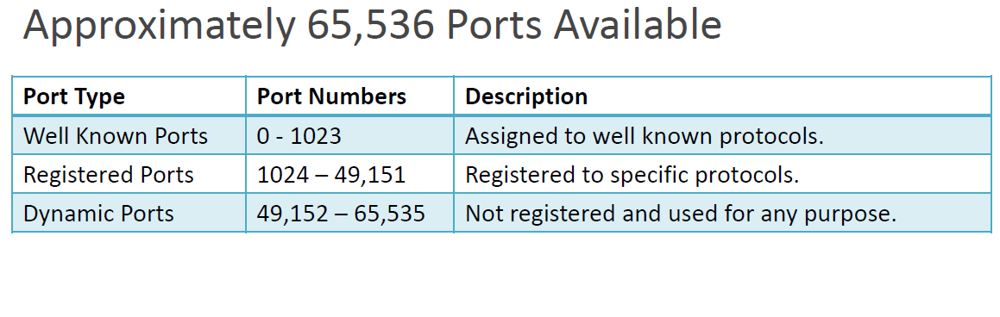 Approximately 65,536 Ports Available
Port Type Port Numbers Description
Well Known Ports 0 - 1023 Assigned to well known protocols.
Registered Ports 1024 – 49,151 Registered to specific protocols.
Dynamic Ports 49,152 – 65,535 Not registered and used for any purpose.